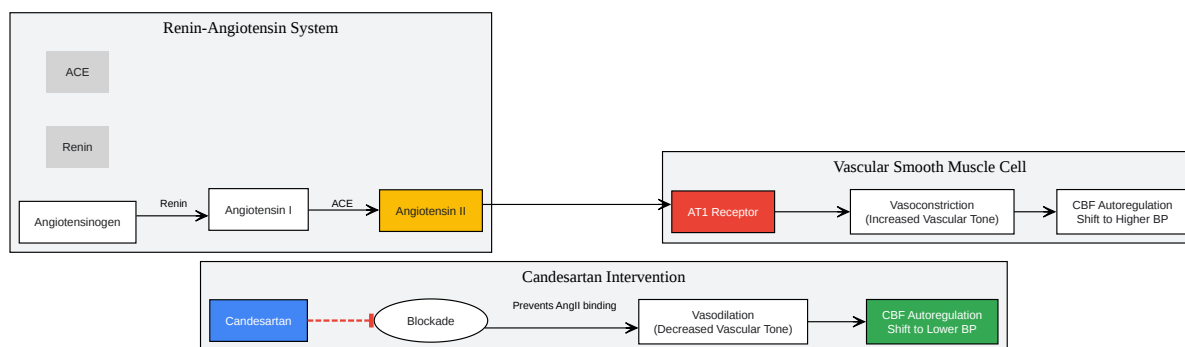 Renin-Angiotensin System
ACE
Renin
Angiotensinogen
Renin
Angiotensin I
ACE
Angiotensin II
Vascular Smooth Muscle Cell
AT1 Receptor
Vasoconstriction
(Increased Vascular Tone)
CBF Autoregulation
Shift to Higher BP
Candesartan Intervention
Candesartan
Blockade
Prevents AngII binding
Vasodilation
(Decreased Vascular Tone)
CBF Autoregulation
Shift to Lower BP